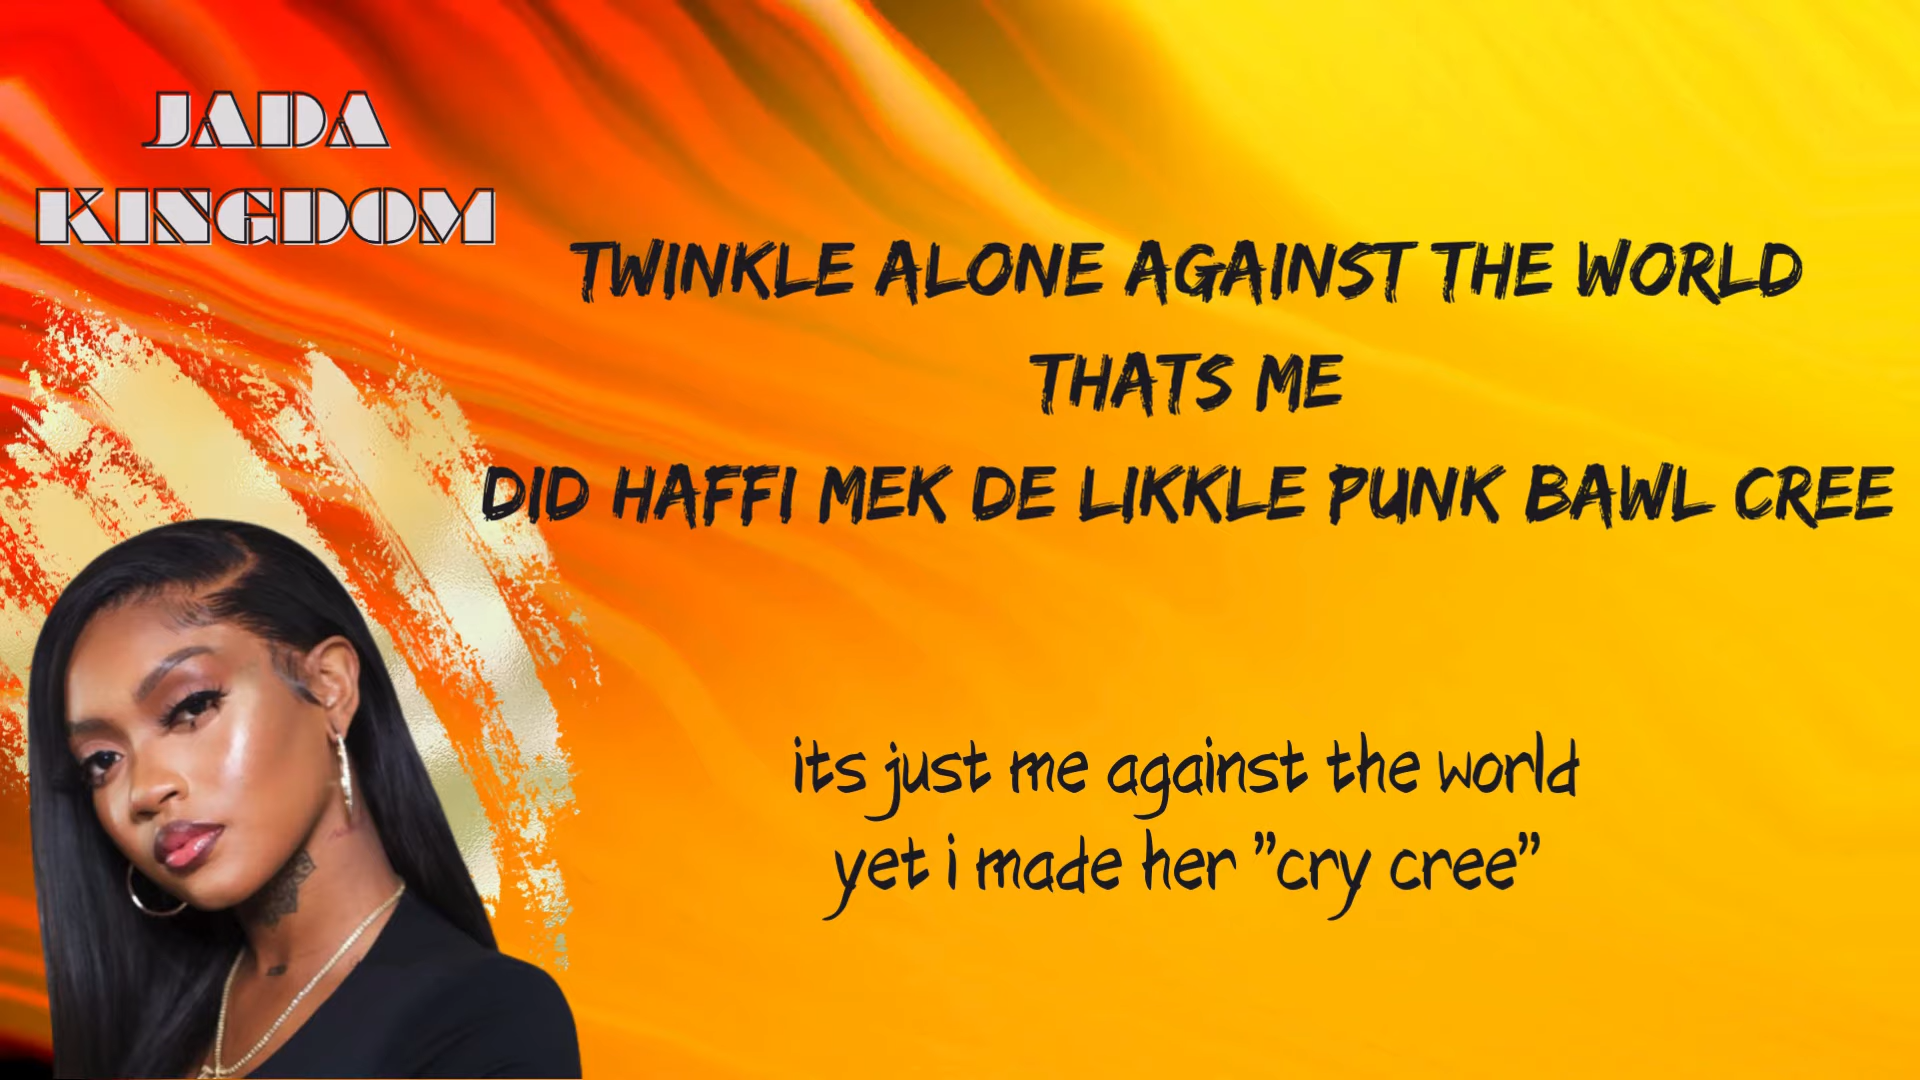 JADA
KINGDOM
TWINKLE ALONE AGAINST THE WORLD
THATS ME
DID HAFFI MEK DE LIKKLE PUNK BAWL CREE
its just me against the world
yet i made her "cry cree"